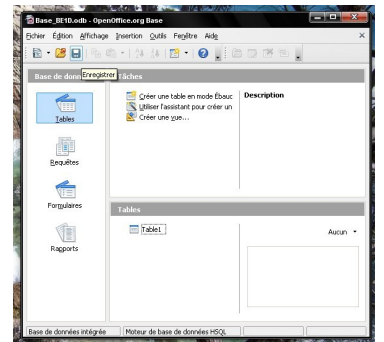 Base_BE1D.odb - OpenOffice.org Base
Fichier Édition Affichage Insertion Outils Fenêtre Aide
Base de donn
Enregistrer
Tâches
Tables
Requêtes
Formulaires
Rapports
Créer une table en mode Ébauc
Utiliser l'assistant pour créer un
Créer une vue...
Description
Tables
Table1
Aucun
Base de données intégrée
Moteur de base de données HSQL